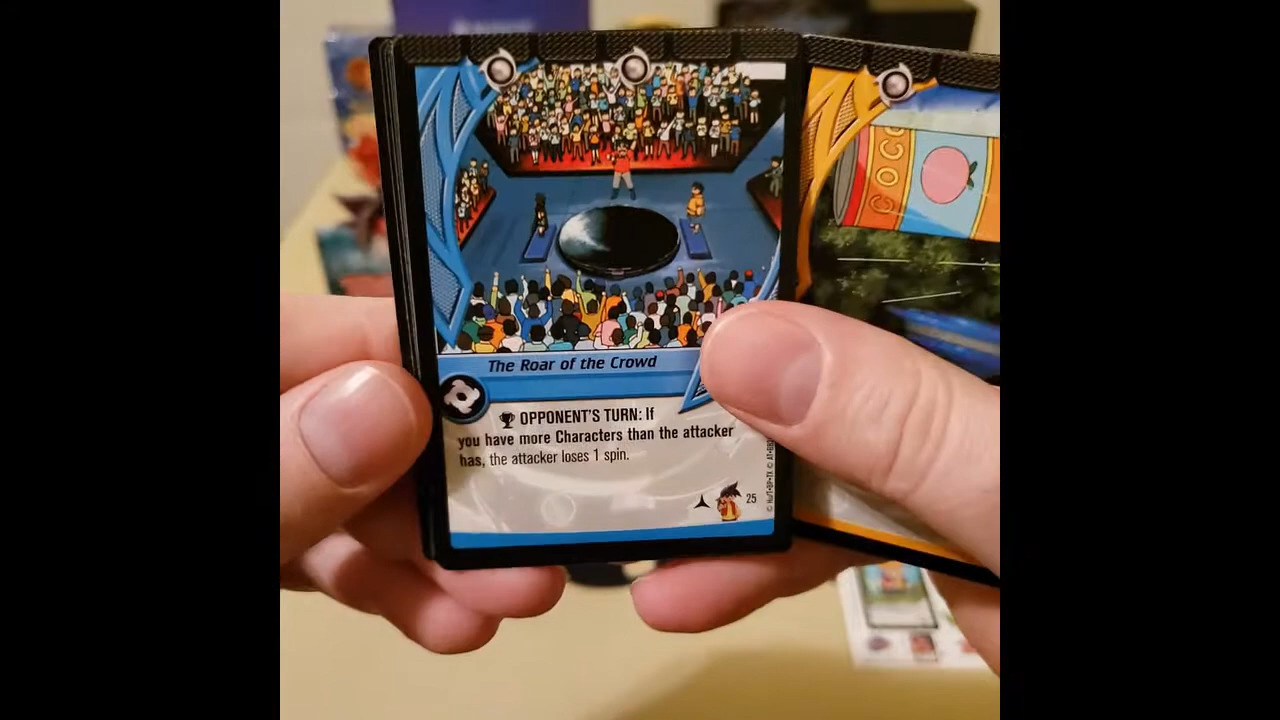 COCO
The Roar of the Crowd
OPPONENT'S TURN: If
you have more Characters than the attacker
has, the attacker loses 1 spin.
25